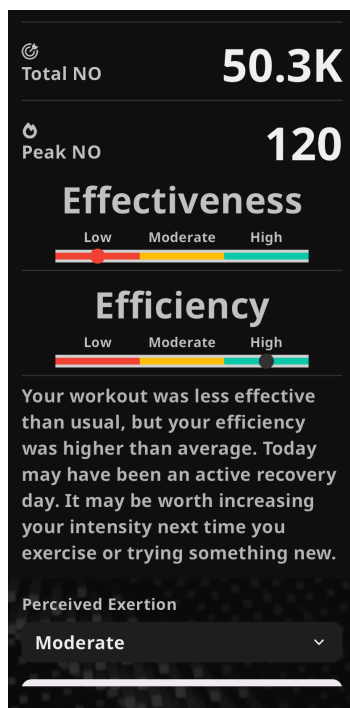 Total NO
50.3K
Peak NO
120
Effectiveness
Low Moderate High
Efficiency
Low Moderate High
Your workout was less effective
than usual, but your efficiency
was higher than average. Today
may have been an active recovery
day. It may be worth increasing
your intensity next time you
exercise or trying something new.
Perceived Exertion
Moderate